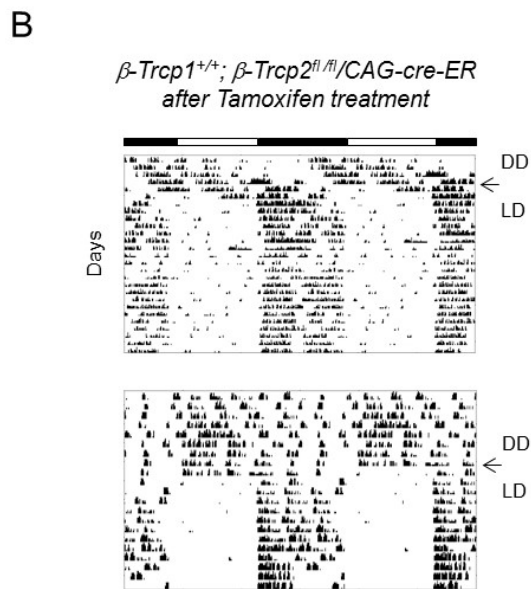 B
β-Trcp1+/+; β-Trcp2fl/fl/CAG-cre-ER
after Tamoxifen treatment
DD
LD
Days
DD
LD